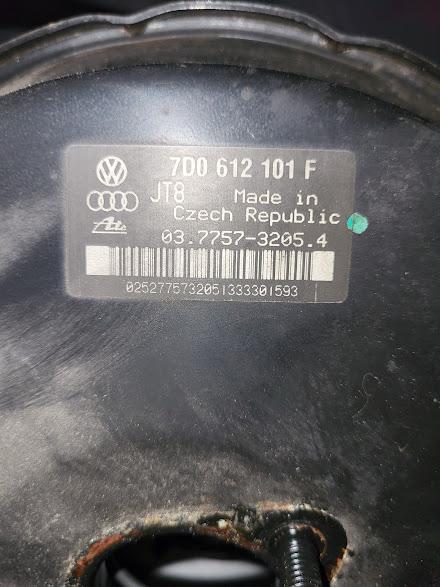 7D0 612 101 F
JT8 Made in
Czech Republic
Ate
03.7757-3205.4
0252775732051333301593